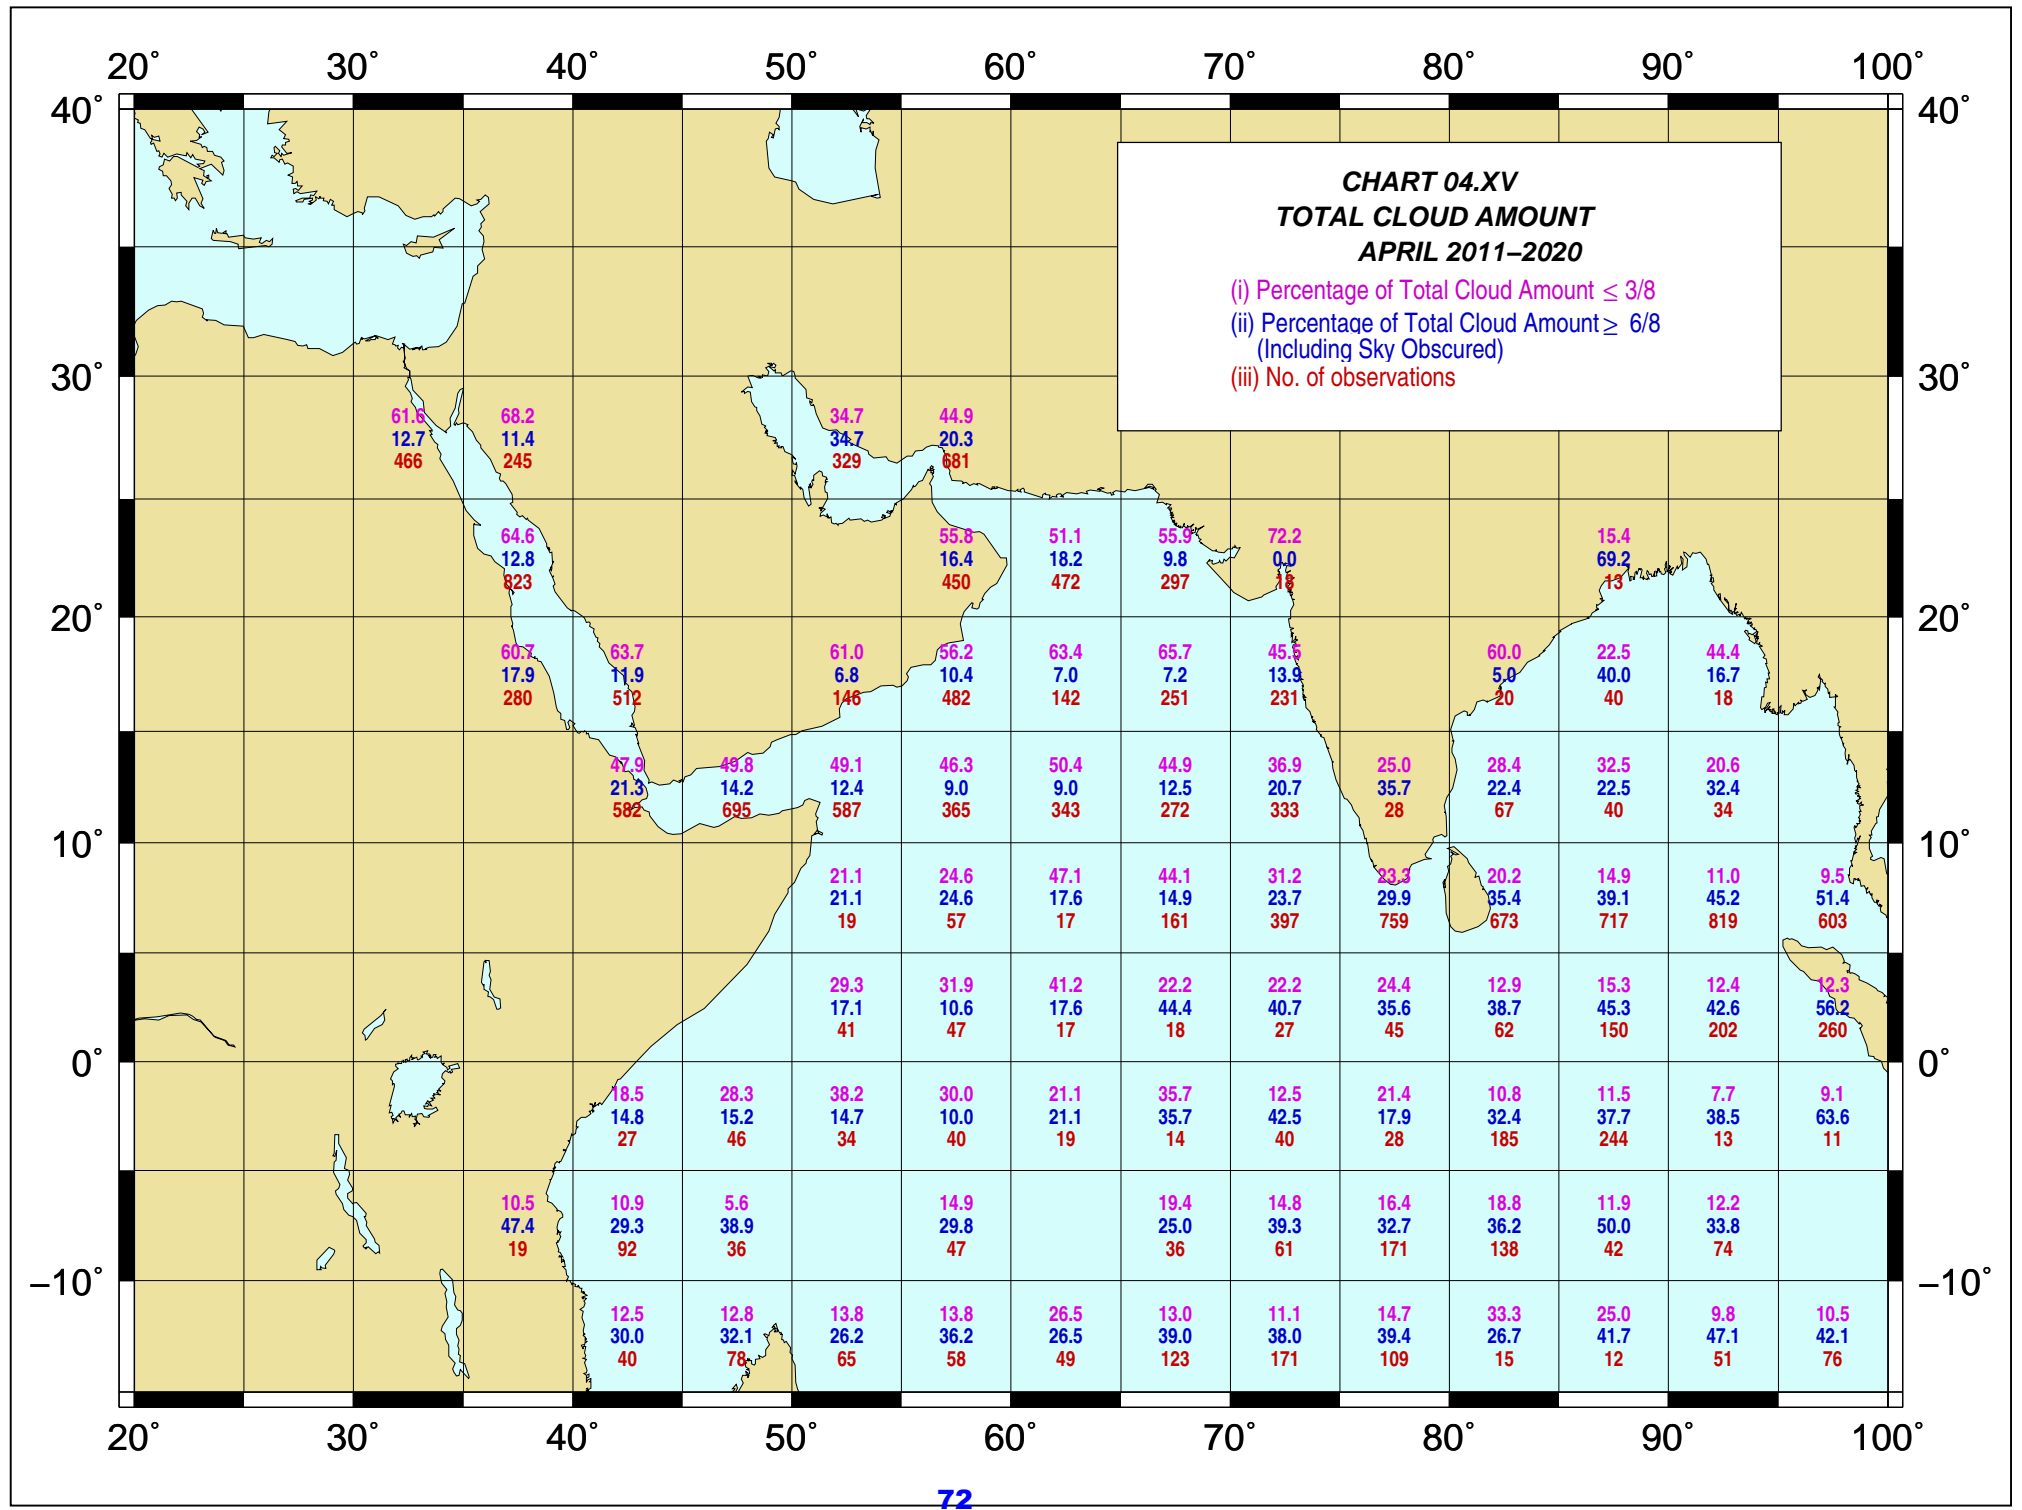 20° 30° 40° 50° 60° 70° 80° 90° 100°
40° 40°
CHART 04.XV
TOTAL CLOUD AMOUNT
APRIL 2011–2020
(i) Percentage of Total Cloud Amount ≤ 3/8
(ii) Percentage of Total Cloud Amount ≥ 6/8
(Including Sky Obscured)
(iii) No. of observations
30° 30°
61.6 68.2 34.7 44.9
12.7 11.4 34.7 20.3
466 245 329 681
64.6 55.8 51.1 55.9 72.2 15.4
12.8 16.4 18.2 9.8 0.0 69.2
823 450 472 297 18 13
20° 20°
60.7 63.7 61.0 56.2 63.4 65.7 45.5 60.0 22.5 44.4
17.9 11.9 6.8 10.4 7.0 7.2 13.9 5.0 40.0 16.7
280 512 146 482 142 251 231 20 40 18
47.9 49.8 49.1 46.3 50.4 44.9 36.9 25.0 28.4 32.5 20.6
21.3 14.2 12.4 9.0 9.0 12.5 20.7 35.7 22.4 22.5 32.4
582 695 587 365 343 272 333 28 67 40 34
10° 10°
21.1 24.6 47.1 44.1 31.2 23.3 20.2 14.9 11.0 9.5
21.1 24.6 17.6 14.9 23.7 29.9 35.4 39.1 45.2 51.4
19 57 17 161 397 759 673 717 819 603
29.3 31.9 41.2 22.2 22.2 24.4 12.9 15.3 12.4 12.3
17.1 10.6 17.6 44.4 40.7 35.6 38.7 45.3 42.6 56.2
41 47 17 18 27 45 62 150 202 260
0° 0°
18.5 28.3 38.2 30.0 21.1 35.7 12.5 21.4 10.8 11.5 7.7 9.1
14.8 15.2 14.7 10.0 21.1 35.7 42.5 17.9 32.4 37.7 38.5 63.6
27 46 34 40 19 14 40 28 185 244 13 11
10.5 10.9 5.6 14.9 19.4 14.8 16.4 18.8 11.9 12.2
47.4 29.3 38.9 29.8 25.0 39.3 32.7 36.2 50.0 33.8
19 92 36 47 36 61 171 138 42 74
–10° –10°
12.5 12.8 13.8 13.8 26.5 13.0 11.1 14.7 33.3 25.0 9.8 10.5
30.0 32.1 26.2 36.2 26.5 39.0 38.0 39.4 26.7 41.7 47.1 42.1
40 78 65 58 49 123 171 109 15 12 51 76
20° 30° 40° 50° 60° 70° 80° 90° 100°
72